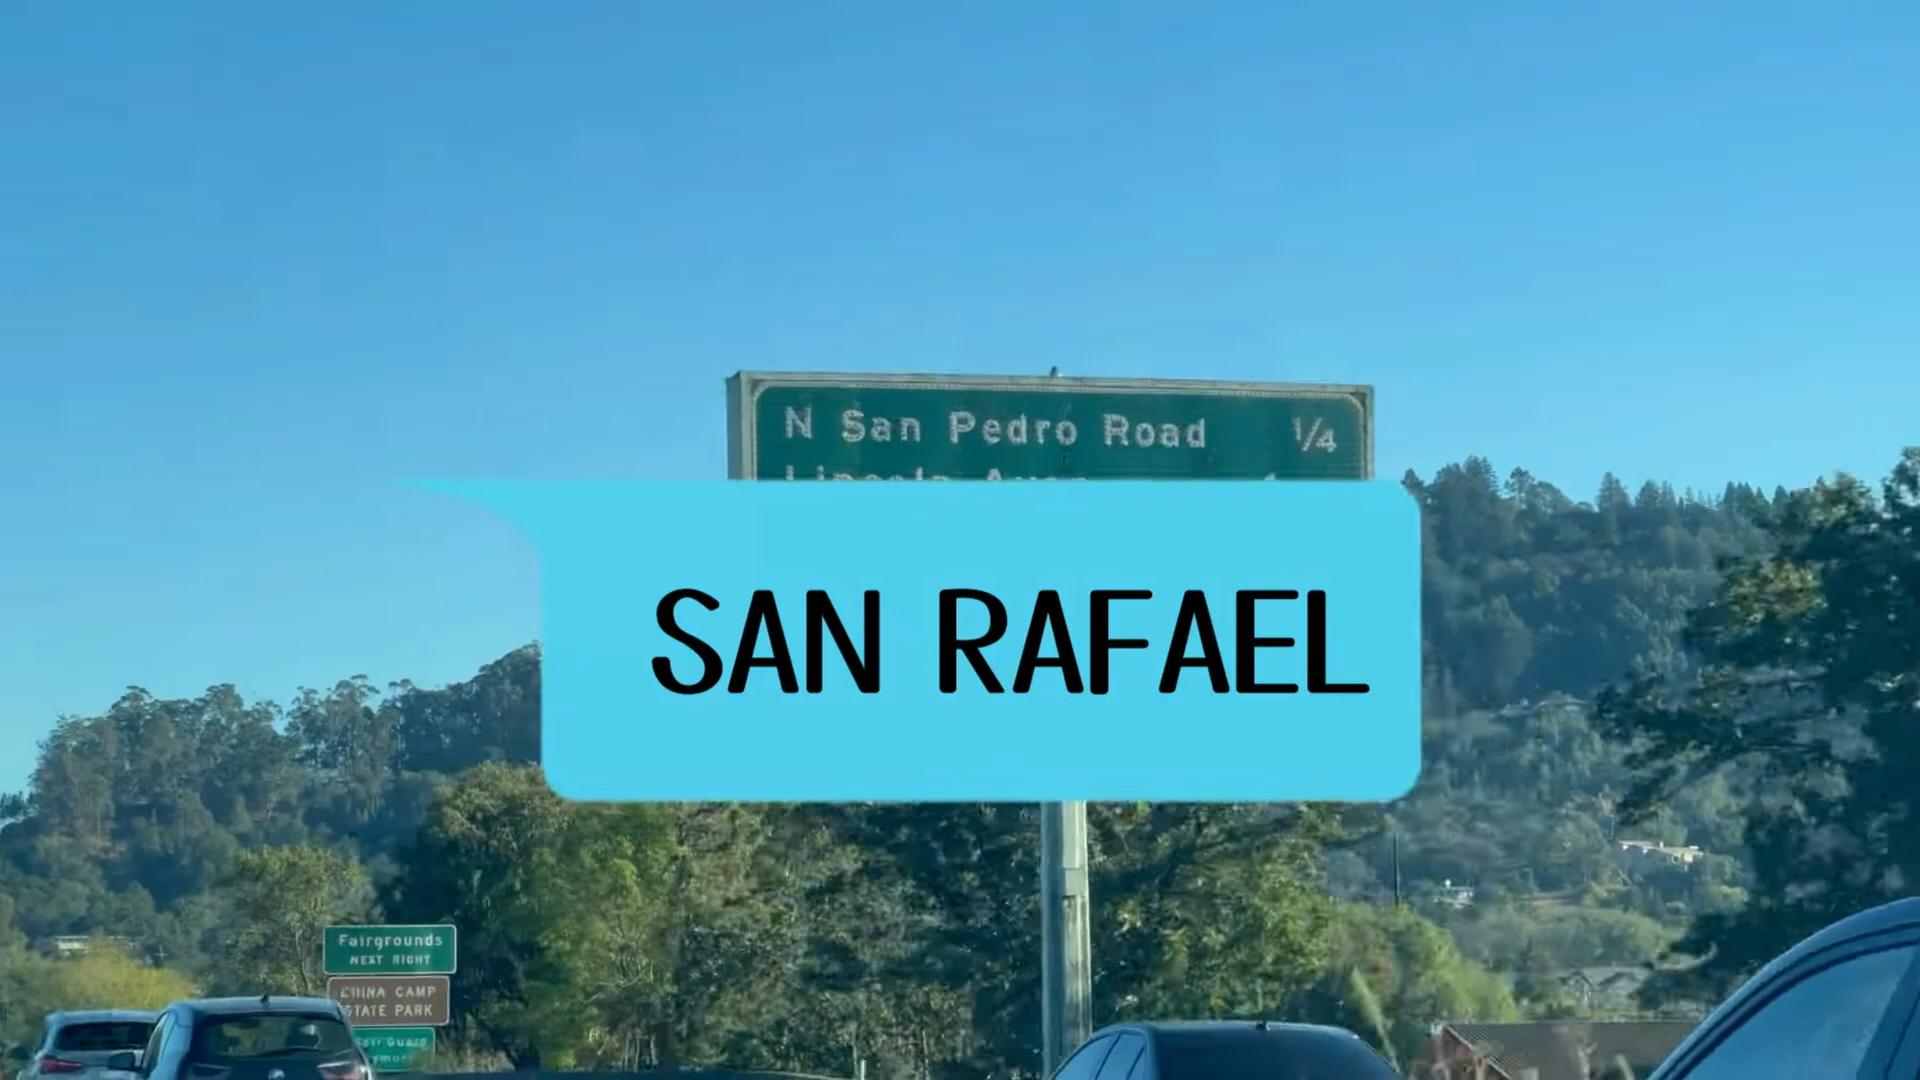 N San Pedro Road 1/4
SAN RAFAEL
Fairgrounds
NEXT RIGHT
CHINA CAMP
STATE PARK